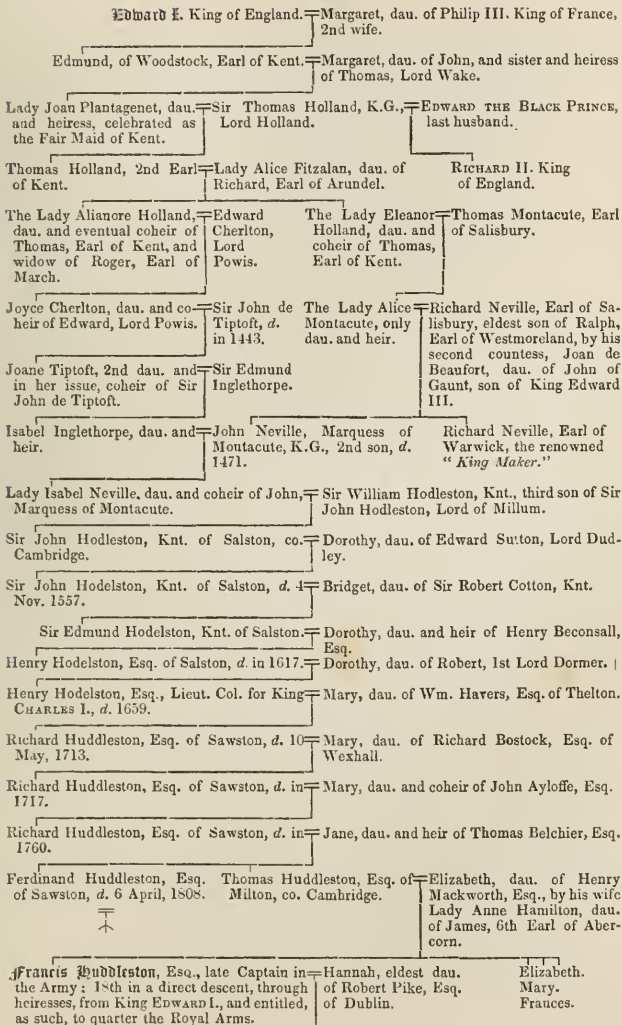 Edward I. King of England.
Margaret, dau. of Philip III. King of France,
2nd wife.
Edmund, of Woodstock, Earl of Kent.
Margaret, dau. of John, and sister and heiress
of Thomas, Lord Wake.
Lady Joan Plantagenet, dau.
and heiress, celebrated as
the Fair Maid of Kent.
Sir Thomas Holland, K.G.,
Lord Holland.
EDWARD THE BLACK PRINCE,
last husband.
Thomas Holland, 2nd Earl
of Kent.
Lady Alice Fitzalan, dau. of
Richard, Earl of Arundel.
RICHARD II. King
of England.
The Lady Alianore Holland,
dau. and eventual coheir of
Thomas, Earl of Kent, and
widow of Roger, Earl of
March.
Edward
Cherlton,
Lord
Powis.
The Lady Eleanor
Holland, dau. and
coheir of Thomas,
Earl of Kent.
Thomas Montacute, Earl
of Salisbury.
Joyce Cherlton, dau. and co-
heir of Edward, Lord Powis.
Sir John de
Tiptoft, d.
in 1443.
The Lady Alice
Montacute, only
dau. and heir.
Richard Neville, Earl of Sa-
lisbury, eldest son of Ralph,
Earl of Westmoreland, by his
second countess, Joan de
Beaufort, dau. of John of
Gaunt, son of King Edward
III.
Joane Tiptoft, 2nd dau. and
in her issue, coheir of Sir
John de Tiptoft.
Sir Edmund
Inglethorpe.
Isabel Inglethorpe, dau. and
heir.
John Neville, Marquess of
Montacute, K.G., 2nd son, d.
1471.
Richard Neville, Earl of
Warwick, the renowned
" King Maker."
Lady Isabel Neville, dau. and coheir of John,
Marquess of Montacute.
Sir William Hodleston, Knt., third son of Sir
John Hodleston, Lord of Millum.
Sir John Hodleston, Knt. of Salston, co.
Cambridge.
Dorothy, dau. of Edward Sutton, Lord Dud-
ley.
Sir John Hodelston, Knt. of Salston, d. 4
Nov. 1557.
Bridget, dau. of Sir Robert Cotton, Knt.
Sir Edmund Hodelston, Knt. of Salston.
Dorothy, dau. and heir of Henry Beconsall,
Esq.
Henry Hodelston, Esq. of Salston, d. in 1617.
Dorothy, dau. of Robert, 1st Lord Dormer.
Henry Hodelston, Esq., Lieut. Col. for King
CHARLES I., d. 1659.
Mary, dau. of Wm. Havers, Esq. of Thelton.
Richard Huddleston, Esq. of Sawston, d. 10
May, 1713.
Mary, dau. of Richard Bostock, Esq. of
Wexhall.
Richard Huddleston, Esq. of Sawston, d. in
1717.
Mary, dau. and coheir of John Ayloffe, Esq.
Richard Huddleston, Esq. of Sawston, d. in
1760.
Jane, dau. and heir of Thomas Belchier, Esq.
Ferdinand Huddleston, Esq.
of Sawston, d. 6 April, 1808.
Thomas Huddleston, Esq. of
Milton, co. Cambridge.
Elizabeth, dau. of Henry
Mackworth, Esq., by his wife
Lady Anne Hamilton, dau.
of James, 6th Earl of Aber-
corn.
Francis Huddleston, Esq., late Captain in
the Army: 18th in a direct descent, through
heiresses, from King EDWARD I., and entitled,
as such, to quarter the Royal Arms.
Hannah, eldest dau.
of Robert Pike, Esq.
of Dublin.
Elizabeth.
Mary.
Frances.